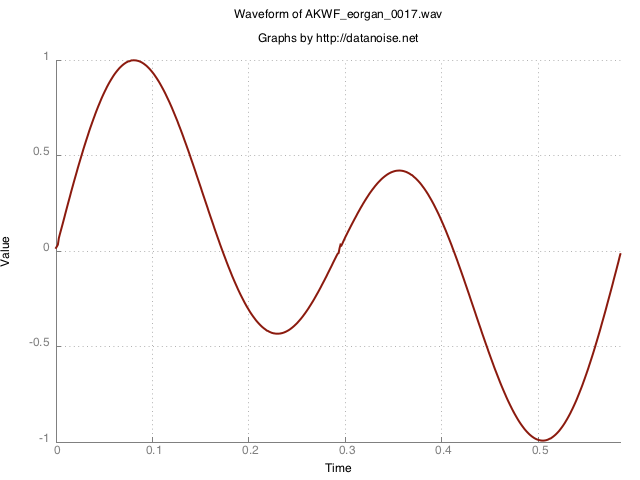 Waveform of AKWF_eorgan_0017.wav
Graphs by http://datanoise.net
1
0.5
0
-0.5
-1
Value
0 0.1 0.2 0.3 0.4 0.5
Time